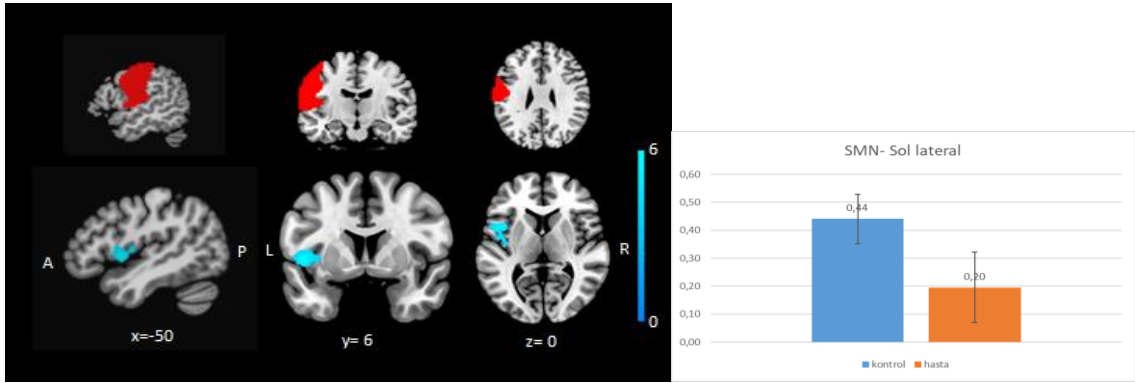 A
P
L
R
6
0
x=-50
y= 6
z= 0
SMN- Sol lateral
0,60
0,50
0,40
0,30
0,20
0,10
0,00
0,44
0,20
kontrol hasta